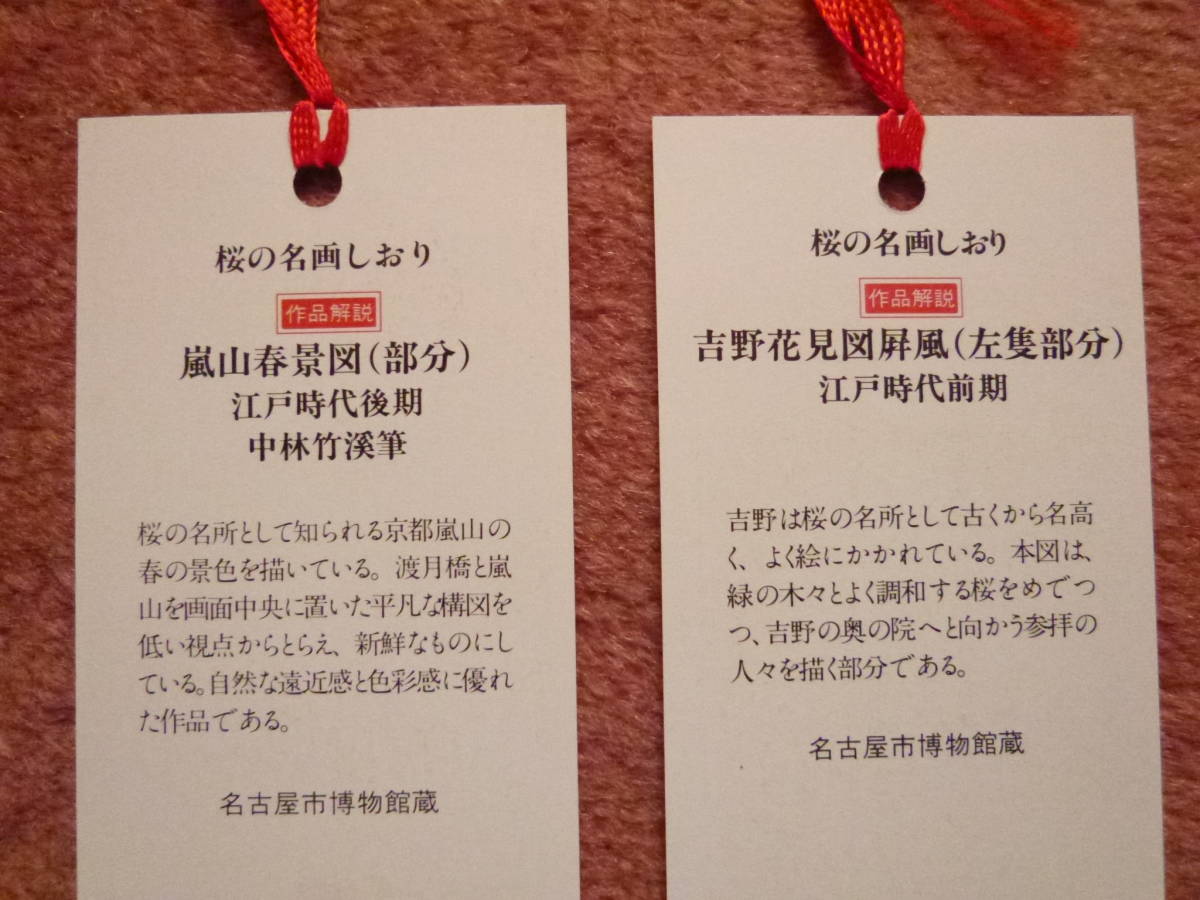 桜の名画しおり
作品解説
嵐山春景図(部分)
江戸時代後期
中林竹溪筆
桜の名所として知られる京都嵐山の
春の景色を描いている。渡月橋と嵐
山を画面中央に置いた平凡な構図を
低い視点からとらえ、新鮮なものにし
ている。自然な遠近感と色彩感に優れ
た作品である。
名古屋市博物館蔵
桜の名画しおり
作品解説
吉野花見図屛風(左隻部分)
江戸時代前期
吉野は桜の名所として古くから名高
く、よく絵にかかれている。本図は、
緑の木々とよく調和する桜をめでつ
つ、吉野の奥の院へと向かう参拝の
人々を描く部分である。
名古屋市博物館蔵